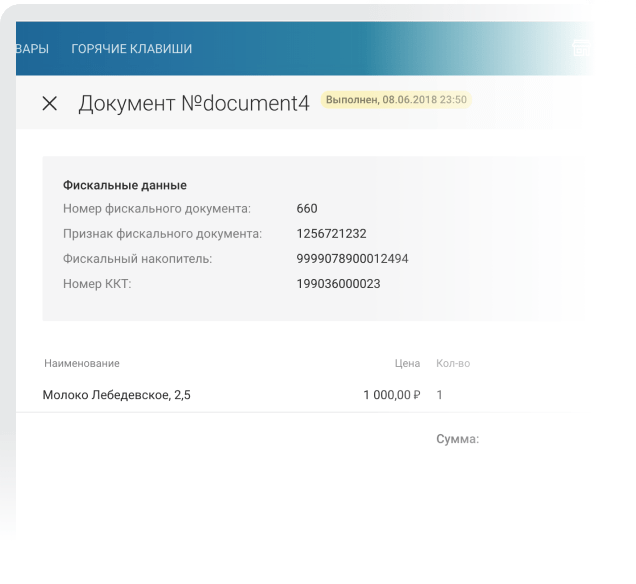 ВАРЫ ГОРЯЧИЕ КЛАВИШИ
Документ №document4 Выполнен, 08.06.2018 23:50
Фискальные данные
Номер фискального документа: 660
Признак фискального документа: 1256721232
Фискальный накопитель: 9999078900012494
Номер ККТ: 199036000023
Наименование Цена Кол-во
Молоко Лебедевское, 2,5 1 000,00 ₽ 1
Сумма: